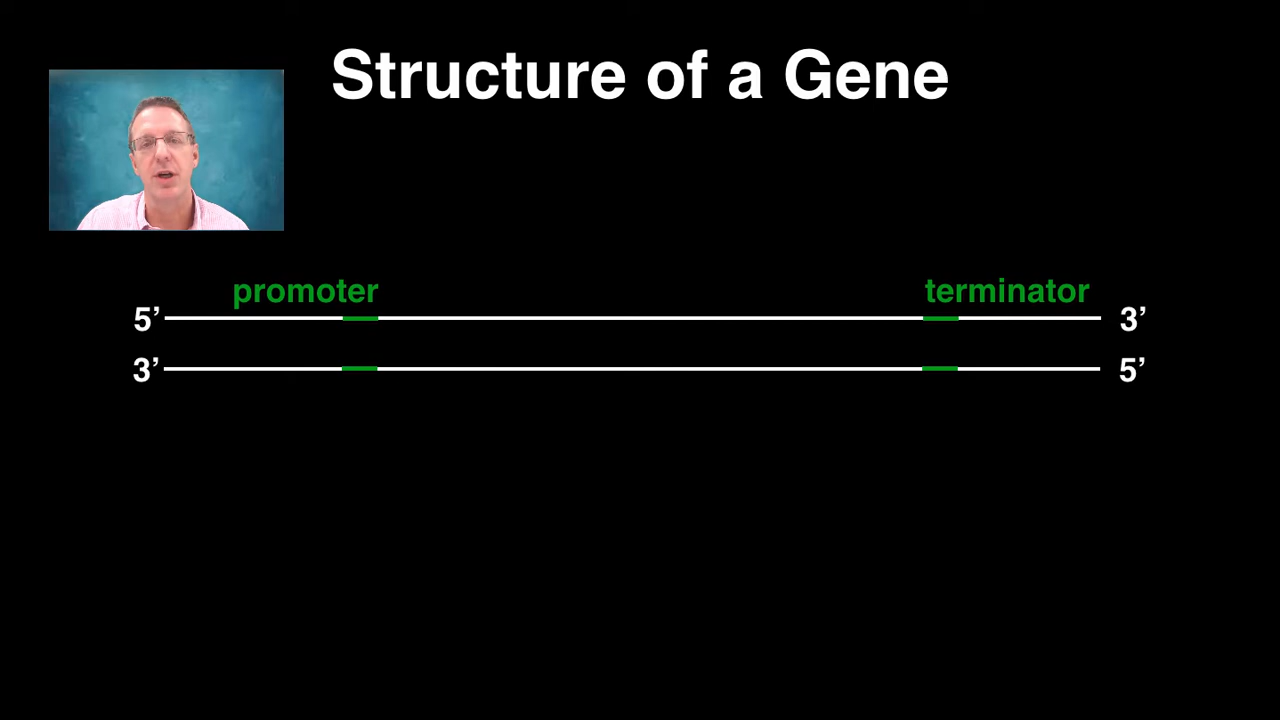 Structure of a Gene
promoter terminator
5’ 3’
3’ 5’